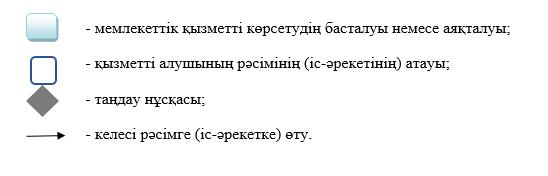 - мемлекеттік қызметті көрсетудің басталуы немесе аяқталуы;
- қызметті алушының рәсімінің (іс-әрекетінің) атауы;
- таңдау нұсқасы;
- келесі рәсімге (іс-әрекетке) өту.